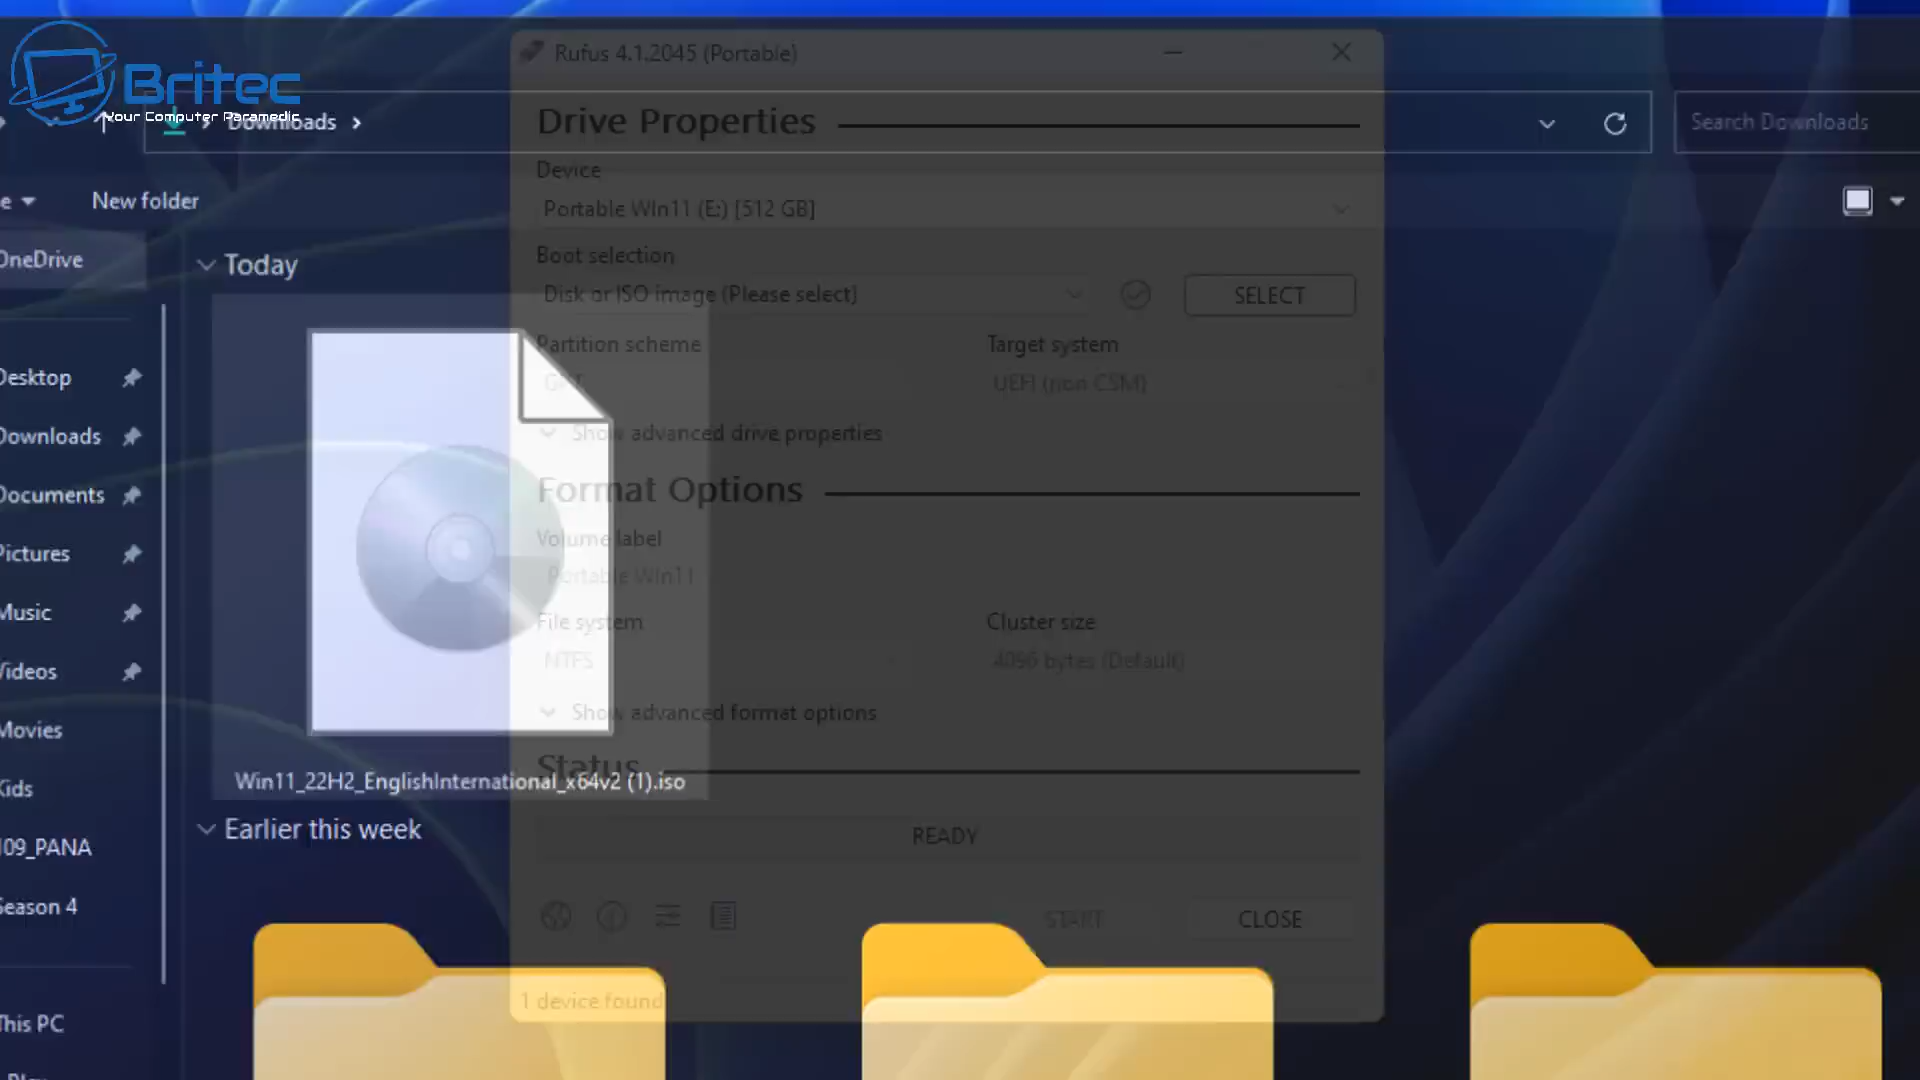 Britec
Your Computer Paramedic
Downloads
Search Downloads
New folder
OneDrive
Desktop
Downloads
Documents
Pictures
Music
Videos
Movies
Kids
109_PANA
Season 4
This PC
Today
Win11_22H2_EnglishInternational_x64v2 (1).iso
Earlier this week
Rufus 4.1.2045 (Portable)
Drive Properties
Device
Portable WIn11 (E:) [512 GB]
Boot selection
Disk or ISO image (Please select)
SELECT
Partition scheme
Target system
GPT
UEFI (non CSM)
Show advanced drive properties
Format Options
Volume label
Portable WIn11
File system
Cluster size
NTFS
4096 bytes (Default)
Show advanced format options
Status
READY
START
CLOSE
1 device found